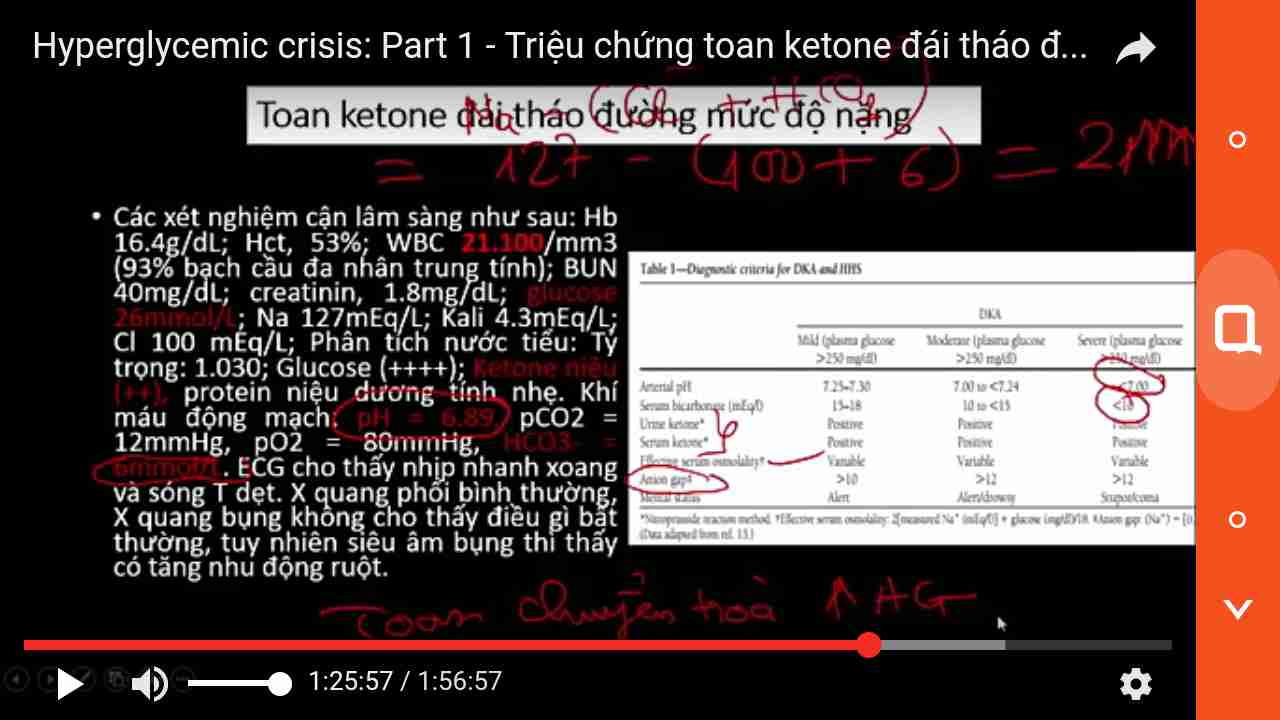 Hyperglycemic crisis: Part 1 - Triệu chứng toan ketone đái tháo đ...
Toan ketone đái tháo đường mức độ nặng
Na - (Cl⁻ + HCO₃⁻)
= 127 - (100 + 6) = 21 mm
• Các xét nghiệm cận lâm sàng như sau: Hb
16.4g/dL; Hct, 53%; WBC 21.100/mm3
(93% bạch cầu đa nhân trung tính); BUN
40mg/dL; creatinin, 1.8mg/dL; glucose
26mmol/L; Na 127mEq/L; Kali 4.3mEq/L;
Cl 100 mEq/L; Phân tích nước tiểu: Tỷ
trọng: 1.030; Glucose (++++); Ketone niệu
(++), protein niệu dương tính nhẹ. Khí
máu động mạch: pH = 6.89, pCO2 =
12mmHg, pO2 = 80mmHg, HCO3- =
6mmol/L. ECG cho thấy nhịp nhanh xoang
và sóng T dẹt. X quang phổi bình thường,
X quang bụng không cho thấy điều gì bất
thường, tuy nhiên siêu âm bụng thì thấy
có tăng nhu động ruột.
Table 1—Diagnostic criteria for DKA and HHS
DKA
Mild (plasma glucose >250 mg/dl) Moderate (plasma glucose >250 mg/dl) Severe (plasma glucose >250 mg/dl)
Arterial pH 7.25–7.30 7.00 to <7.24 <7.00
Serum bicarbonate (mEq/l) 15–18 10 to <15 <10
Urine ketone* Positive Positive Positive
Serum ketone* Positive Positive Positive
Effective serum osmolality† Variable Variable Variable
Anion gap‡ >10 >12 >12
Mental status Alert Alert/drowsy Stupor/coma
*Nitroprusside reaction method. †Effective serum osmolality: 2[measured Na⁺ (mEq/l)] + glucose (mg/dl)/18. ‡Anion gap: (Na⁺) − [(
(Data adapted from ref. 13.)
Toan chuyển hoá ↑ AG
1:25:57 / 1:56:57